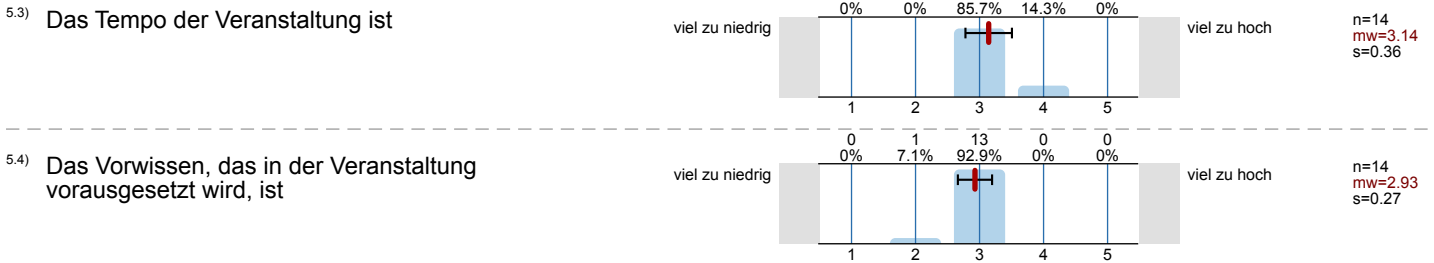 0% 0% 85.7% 14.3% 0%
5.3) Das Tempo der Veranstaltung ist
viel zu niedrig
viel zu hoch
n=14
mw=3.14
s=0.36
1 2 3 4 5
0 1 13 0 0
0% 7.1% 92.9% 0% 0%
5.4) Das Vorwissen, das in der Veranstaltung
vorausgesetzt wird, ist
viel zu niedrig
viel zu hoch
n=14
mw=2.93
s=0.27
1 2 3 4 5